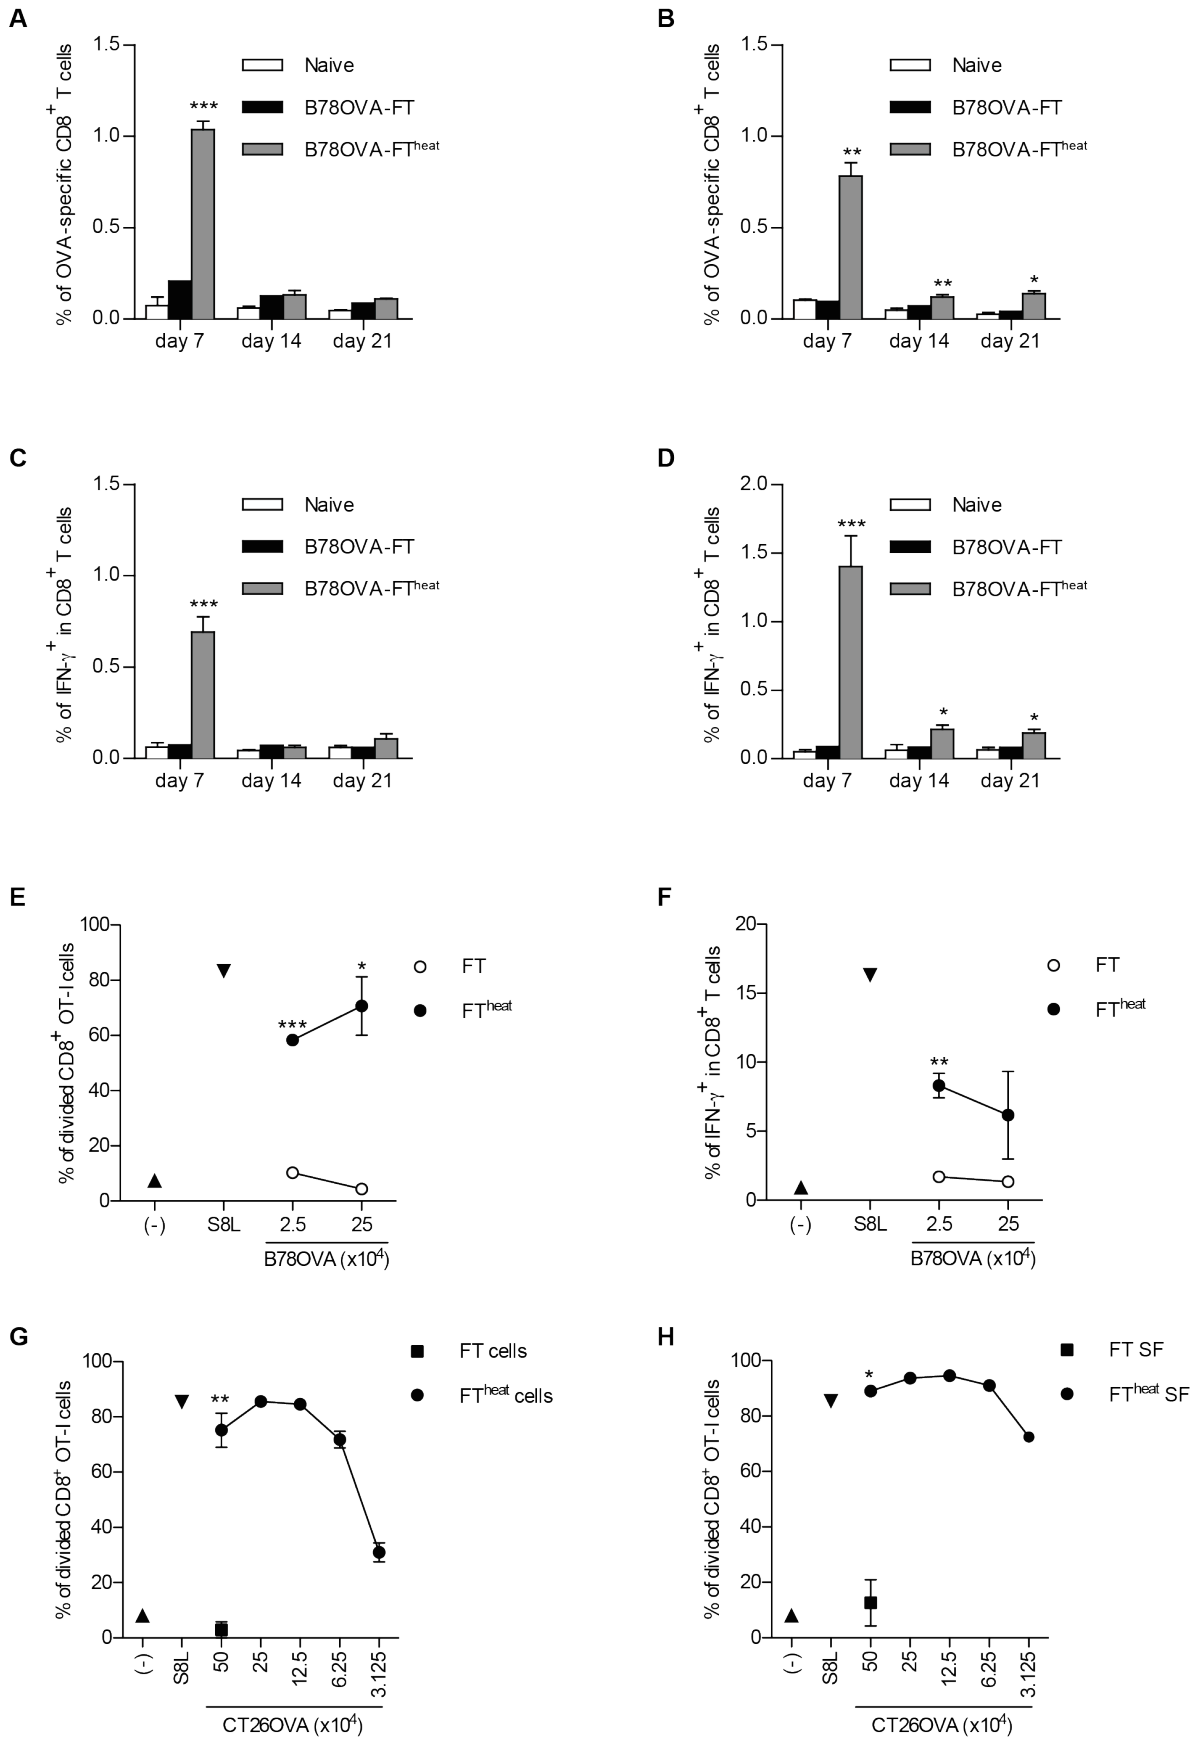 A
% of OVA-specific CD8+ T cells
1.5
1.0
0.5
0.0
Naive
B78OVA-FT
B78OVA-FTheat
***
day 7
day 14
day 21
B
% of OVA-specific CD8+ T cells
1.5
1.0
0.5
0.0
Naive
B78OVA-FT
B78OVA-FTheat
**
**
*
day 7
day 14
day 21
C
% of IFN-γ+ in CD8+ T cells
1.5
1.0
0.5
0.0
Naive
B78OVA-FT
B78OVA-FTheat
***
day 7
day 14
day 21
D
% of IFN-γ+ in CD8+ T cells
2.0
1.5
1.0
0.5
0.0
Naive
B78OVA-FT
B78OVA-FTheat
***
*
*
day 7
day 14
day 21
E
% of divided CD8+ OT-I cells
100
80
60
40
20
0
FT
FTheat
***
*
(-)
S8L
2.5
25
B78OVA (x10⁴)
F
% of IFN-γ+ in CD8+ T cells
20
15
10
5
0
FT
FTheat
**
(-)
S8L
2.5
25
B78OVA (x10⁴)
G
% of divided CD8+ OT-I cells
100
80
60
40
20
0
FT cells
FTheat cells
**
(-)
S8L
50
25
12.5
6.25
3.125
CT26OVA (x10⁴)
H
% of divided CD8+ OT-I cells
100
80
60
40
20
0
FT SF
FTheat SF
*
(-)
S8L
50
25
12.5
6.25
3.125
CT26OVA (x10⁴)